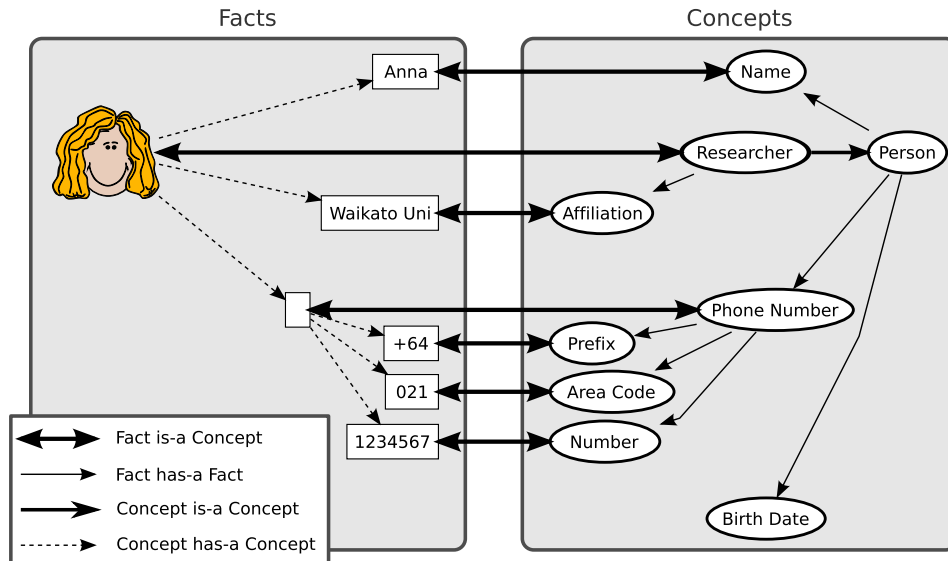 Facts
Concepts
Anna
Name
Researcher
Person
Waikato Uni
Affiliation
Phone Number
+64
Prefix
021
Area Code
1234567
Number
Birth Date
Fact is-a Concept
Fact has-a Fact
Concept is-a Concept
Concept has-a Concept